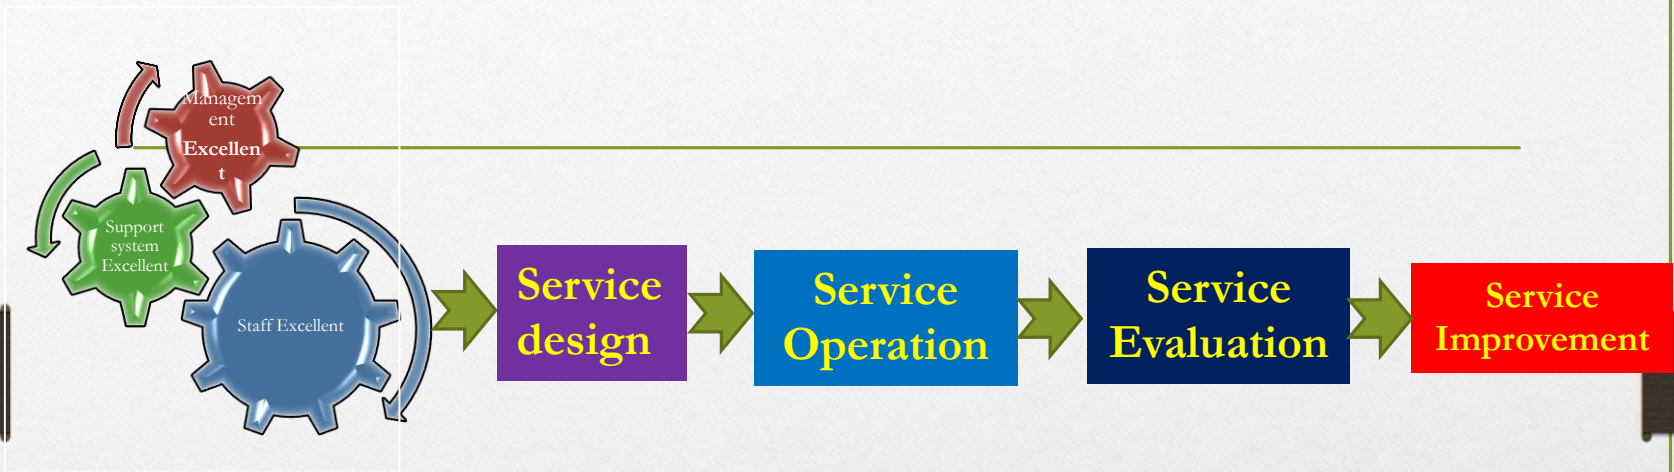 Managem
ent
Excellen
t
Support
system
Excellent
Staff Excellent
Service
design
Service
Operation
Service
Evaluation
Service
Improvement